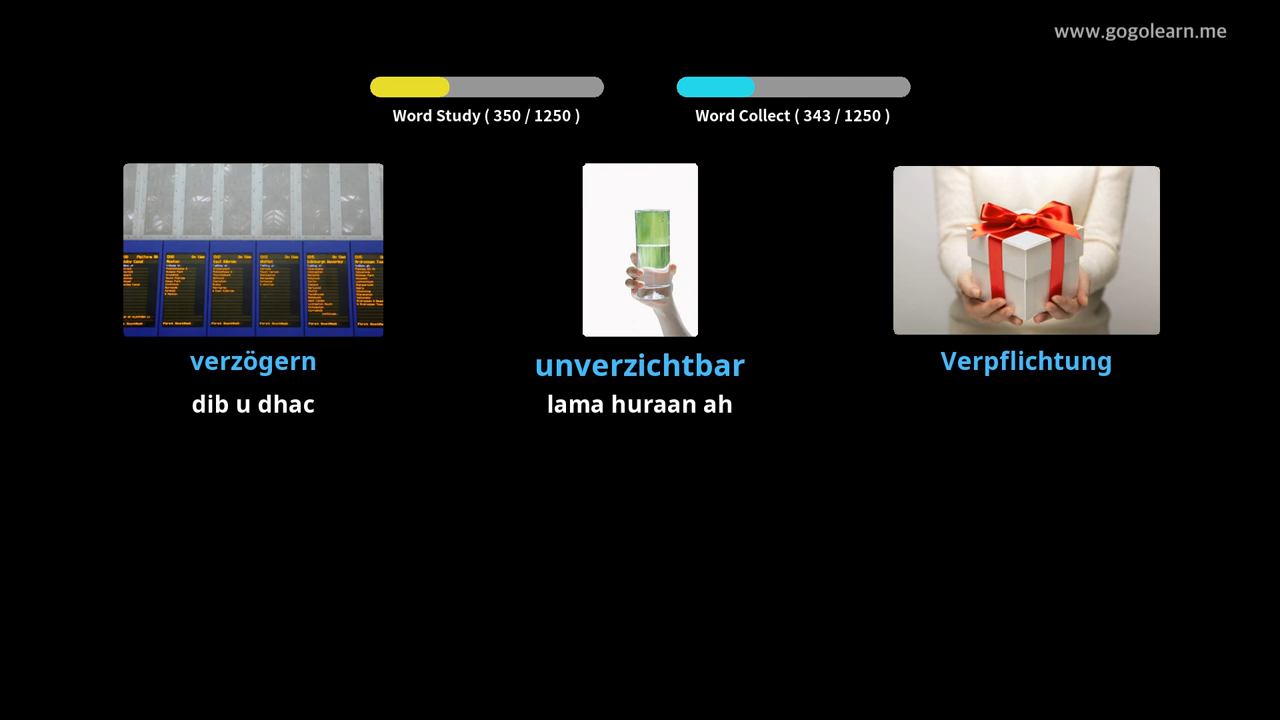 www.gogolearn.me
Word Study ( 350 / 1250 )
Word Collect ( 343 / 1250 )
verzögern
unverzichtbar
Verpflichtung
dib u dhac
lama huraan ah